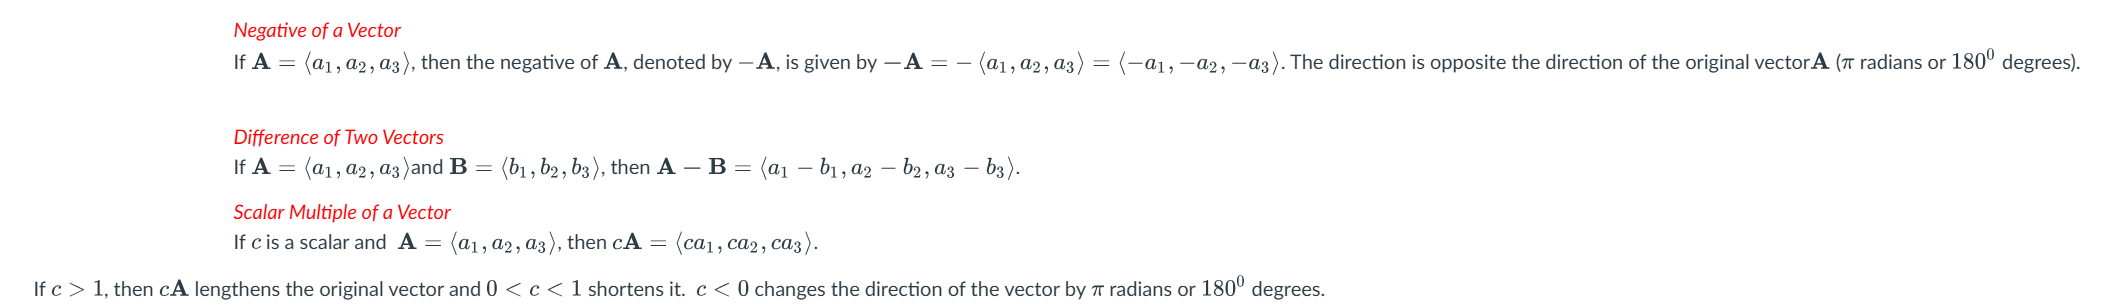 Negative of a Vector
If A = ⟨a₁, a₂, a₃⟩, then the negative of A, denoted by −A, is given by −A = − ⟨a₁, a₂, a₃⟩ = ⟨−a₁, −a₂, −a₃⟩. The direction is opposite the direction of the original vectorA (π radians or 180⁰ degrees).
Difference of Two Vectors
If A = ⟨a₁, a₂, a₃⟩and B = ⟨b₁, b₂, b₃⟩, then A − B = ⟨a₁ − b₁, a₂ − b₂, a₃ − b₃⟩.
Scalar Multiple of a Vector
If c is a scalar and A = ⟨a₁, a₂, a₃⟩, then cA = ⟨ca₁, ca₂, ca₃⟩.
If c > 1, then cA lengthens the original vector and 0 < c < 1 shortens it. c < 0 changes the direction of the vector by π radians or 180⁰ degrees.